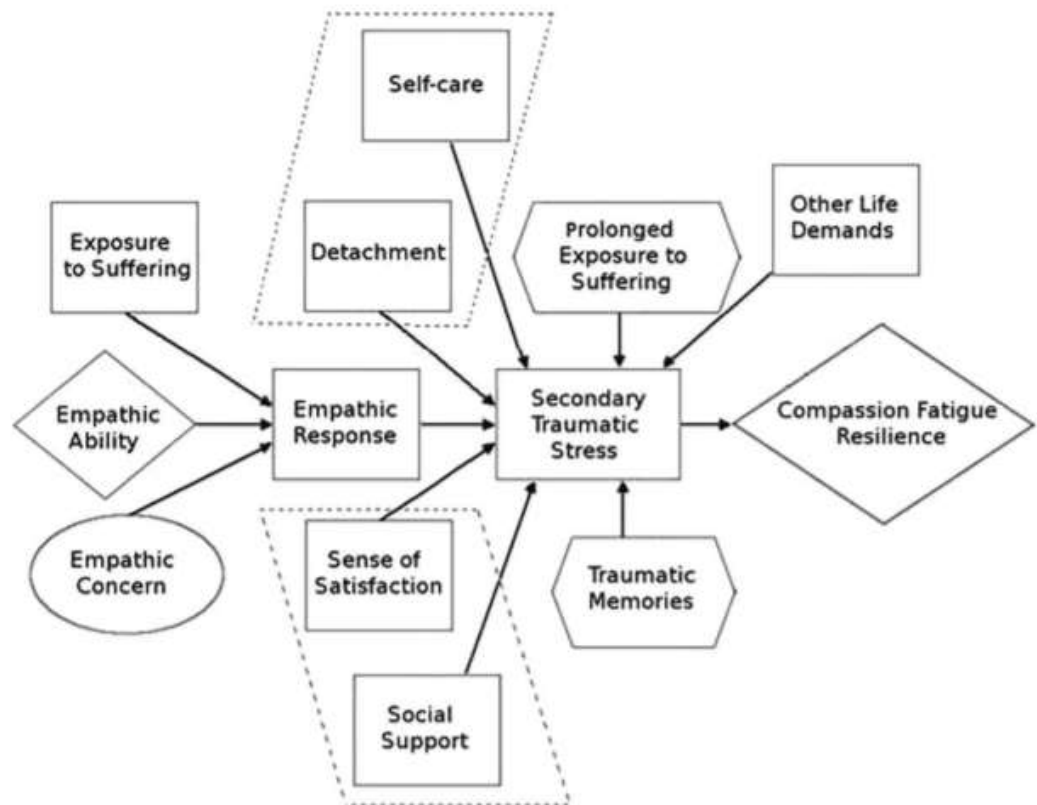 Self-care
Detachment
Exposure
to Suffering
Prolonged
Exposure to
Suffering
Other Life
Demands
Empathic
Ability
Empathic
Response
Secondary
Traumatic
Stress
Compassion Fatigue
Resilience
Empathic
Concern
Sense of
Satisfaction
Traumatic
Memories
Social
Support